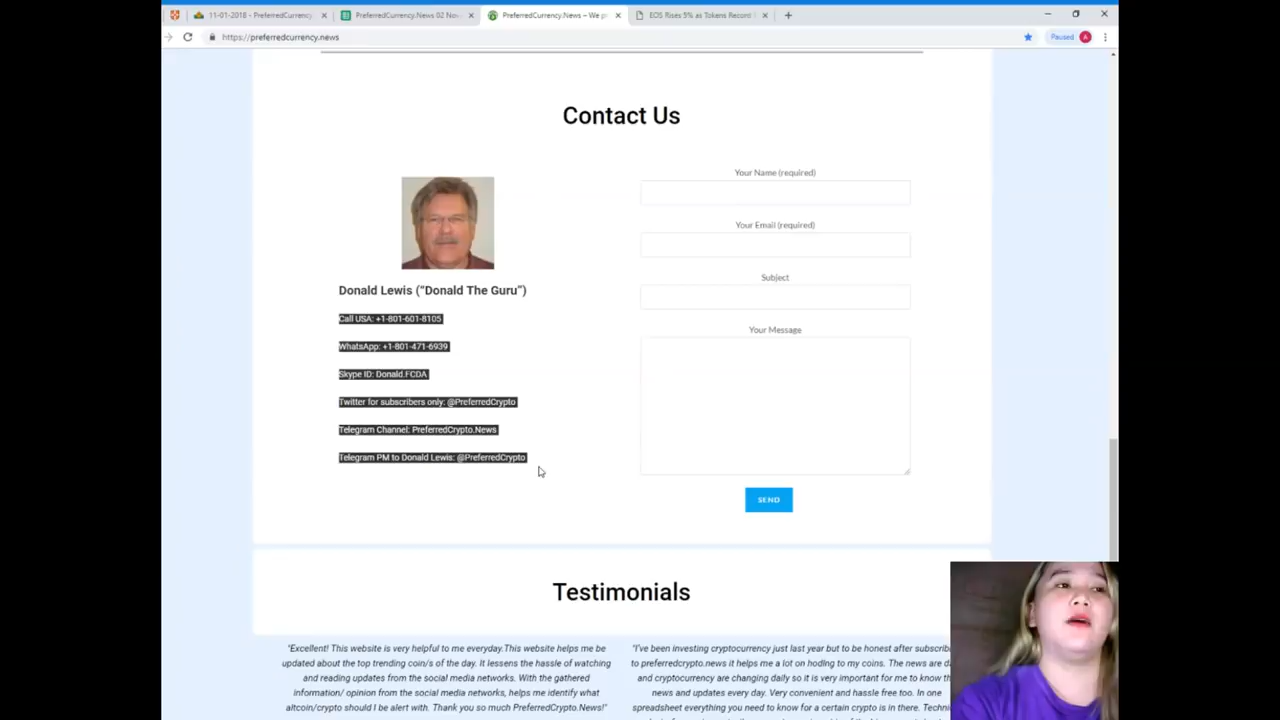 11-01-2018 - PreferredCurrency
PreferredCurrency.News 02 Nov
PreferredCurrency.News – We p
EOS Rises 5% as Tokens Record
https://preferredcurrency.news
Paused
A
Contact Us
Donald Lewis (“Donald The Guru”)
Call USA: +1-801-601-8105
WhatsApp: +1-801-471-6939
Skype ID: Donald.FCDA
Twitter for subscribers only: @PreferredCrypto
Telegram Channel: PreferredCrypto.News
Telegram PM to Donald Lewis: @PreferredCrypto
Your Name (required)
Your Email (required)
Subject
Your Message
SEND
Testimonials
"Excellent! This website is very helpful to me everyday.This website helps me be
updated about the top trending coin/s of the day. It lessens the hassle of watching
and reading updates from the social media networks. With the gathered
information/ opinion from the social media networks, helps me identify what
altcoin/crypto should I be alert with. Thank you so much PreferredCrypto.News!"
"I've been investing cryptocurrency just last year but to be honest after subscrib
to preferredcrypto.news it helps me a lot on hodlng to my coins. The news are
and cryptocurrency are changing daily so it is very important for me to know
news and updates every day. Very convenient and hassle free too. In one
spreadsheet everything you need to know for a certain crypto is in there. Techni